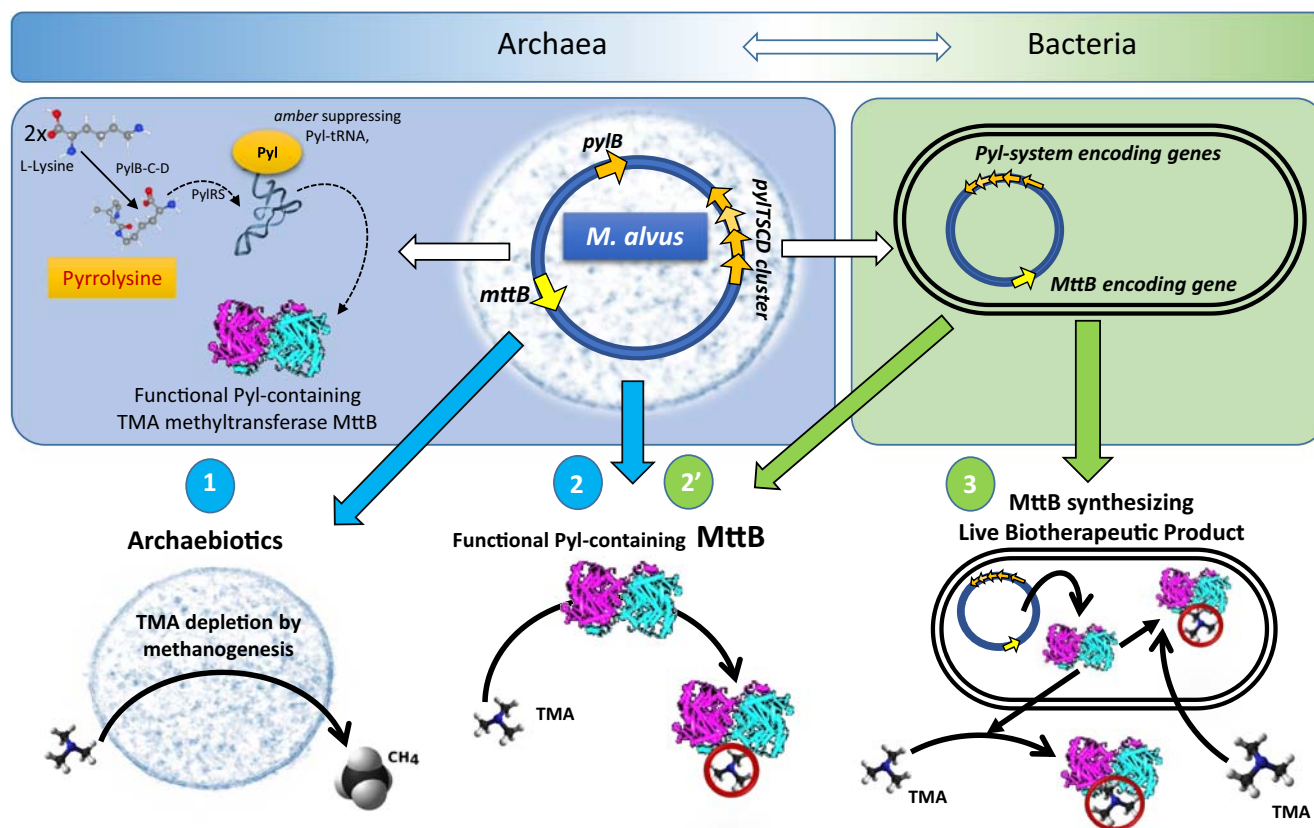 Archaea
Bacteria
2x
L-Lysine
PylB-C-D
PylRS
amber suppressing
Pyl-tRNA,
Pyl
Pyrrolysine
Functional Pyl-containing
TMA methyltransferase MttB
pylB
M. alvus
pylTSCD cluster
mttB
Pyl-system encoding genes
MttB encoding gene
1
Archaebiotics
TMA depletion by
methanogenesis
CH4
2
2’
Functional Pyl-containing MttB
TMA
3
MttB synthesizing
Live Biotherapeutic Product
TMA
TMA